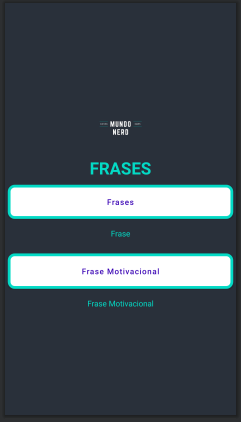 MUNDO
NERD
FRASES
Frases
Frase
Frase Motivacional
Frase Motivacional